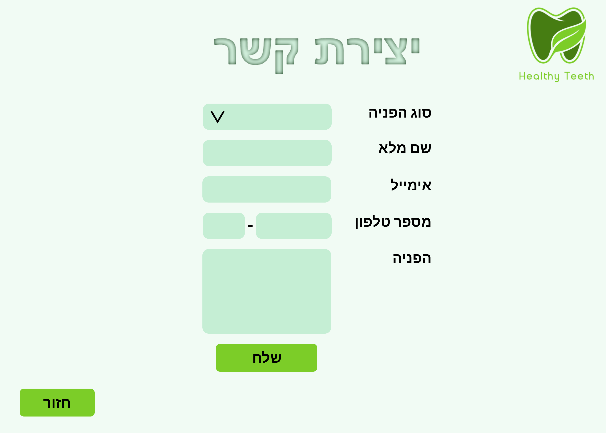 Healthy Teeth
יצירת קשר
סוג הפניה
שם מלא
אימייל
מספר טלפון
-
הפניה
שלח
חזור